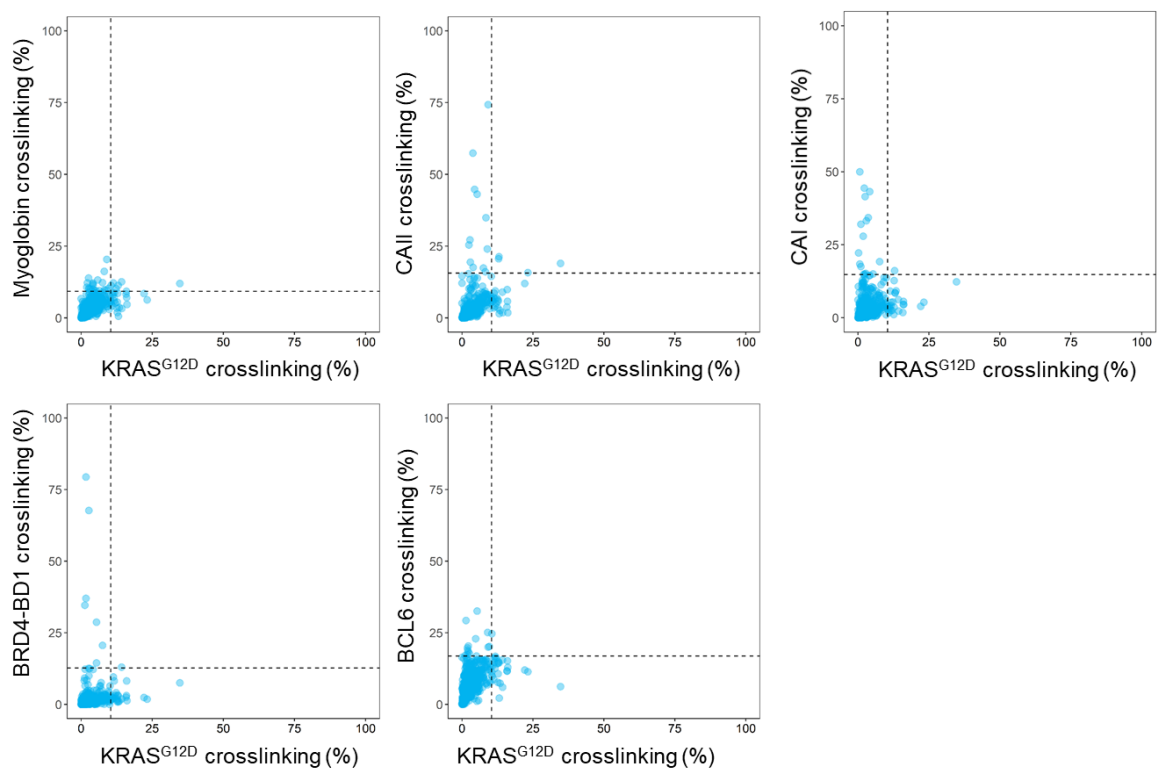 Myoglobin crosslinking (%)
100
75
50
25
0
0 25 50 75 100
KRASG12D crosslinking (%)
CAII crosslinking (%)
100
75
50
25
0
0 25 50 75 100
KRASG12D crosslinking (%)
CAI crosslinking (%)
100
75
50
25
0
0 25 50 75 100
KRASG12D crosslinking (%)
BRD4-BD1 crosslinking (%)
100
75
50
25
0
0 25 50 75 100
KRASG12D crosslinking (%)
BCL6 crosslinking (%)
100
75
50
25
0
0 25 50 75 100
KRASG12D crosslinking (%)